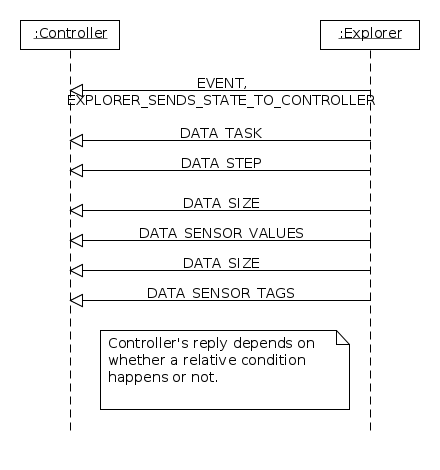 :Controller
:Explorer
EVENT,
EXPLORER_SENDS_STATE_TO_CONTROLLER
DATA_TASK
DATA_STEP
DATA_SIZE
DATA_SENSOR_VALUES
DATA_SIZE
DATA_SENSOR_TAGS
Controller's reply depends on
whether a relative condition
happens or not.